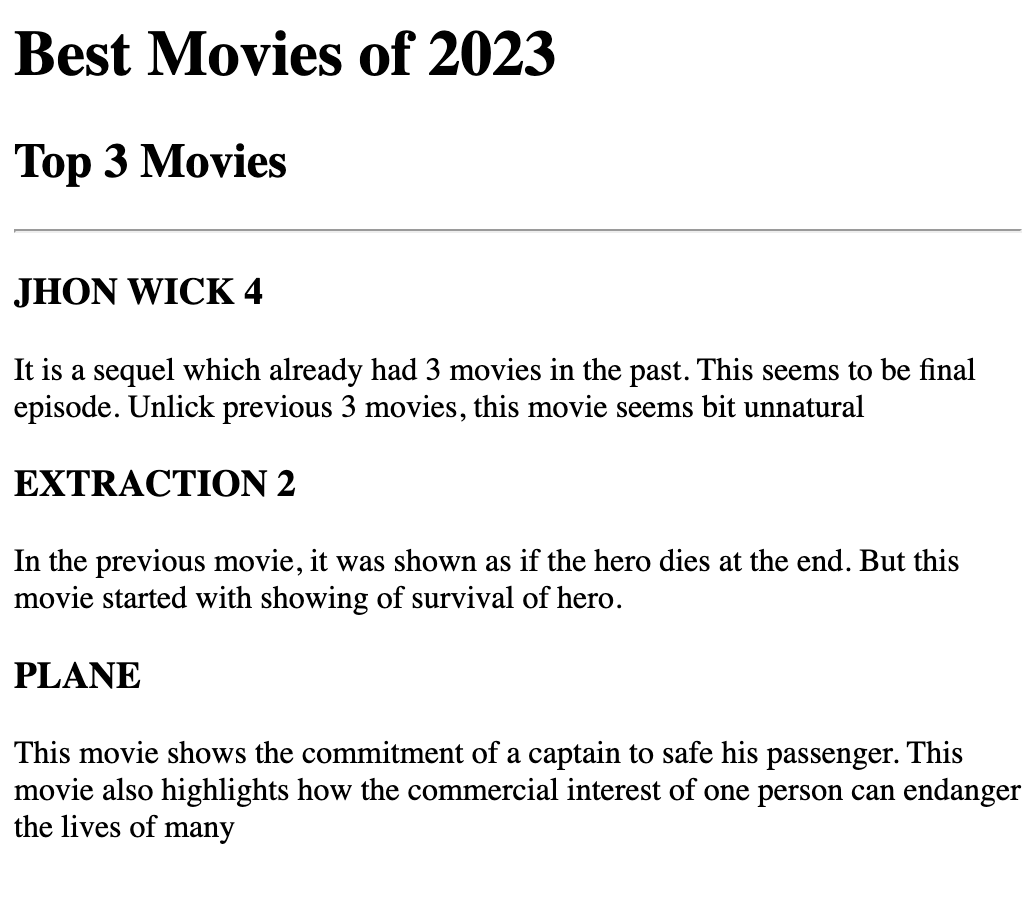 Best Movies of 2023
Top 3 Movies
JHON WICK 4
It is a sequel which already had 3 movies in the past. This seems to be final
episode. Unlick previous 3 movies, this movie seems bit unnatural
EXTRACTION 2
In the previous movie, it was shown as if the hero dies at the end. But this
movie started with showing of survival of hero.
PLANE
This movie shows the commitment of a captain to safe his passenger. This
movie also highlights how the commercial interest of one person can endanger
the lives of many